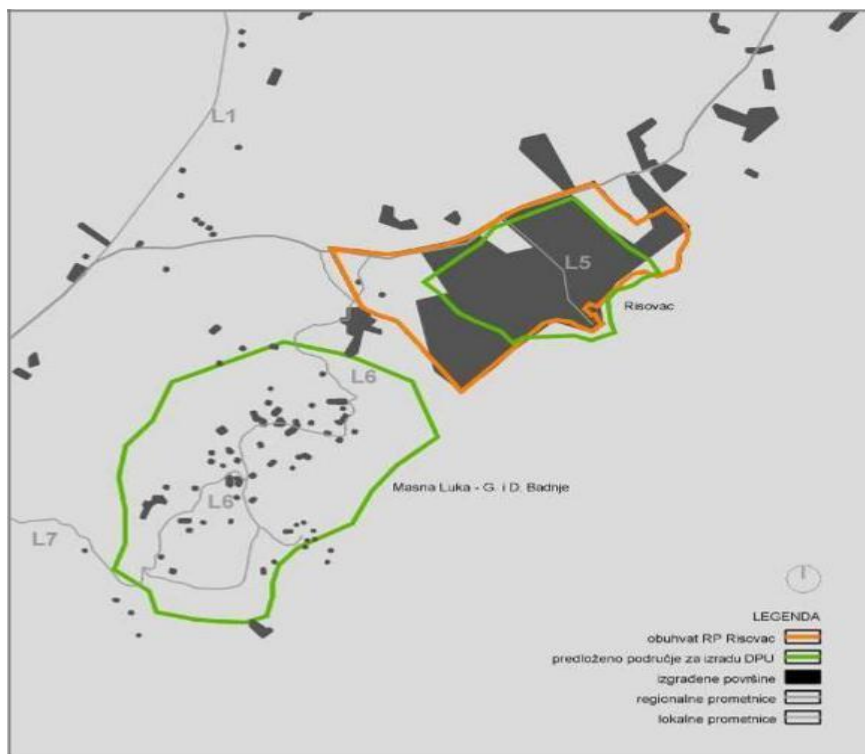 L1
L5
Risovac
L6
Masna Luka - G. i D. Badnje
L6
L7
LEGENDA
obuhvat RP Risovac
predloženo područje za izradu DPU
izgrađene površine
regionalne prometnice
lokalne prometnice